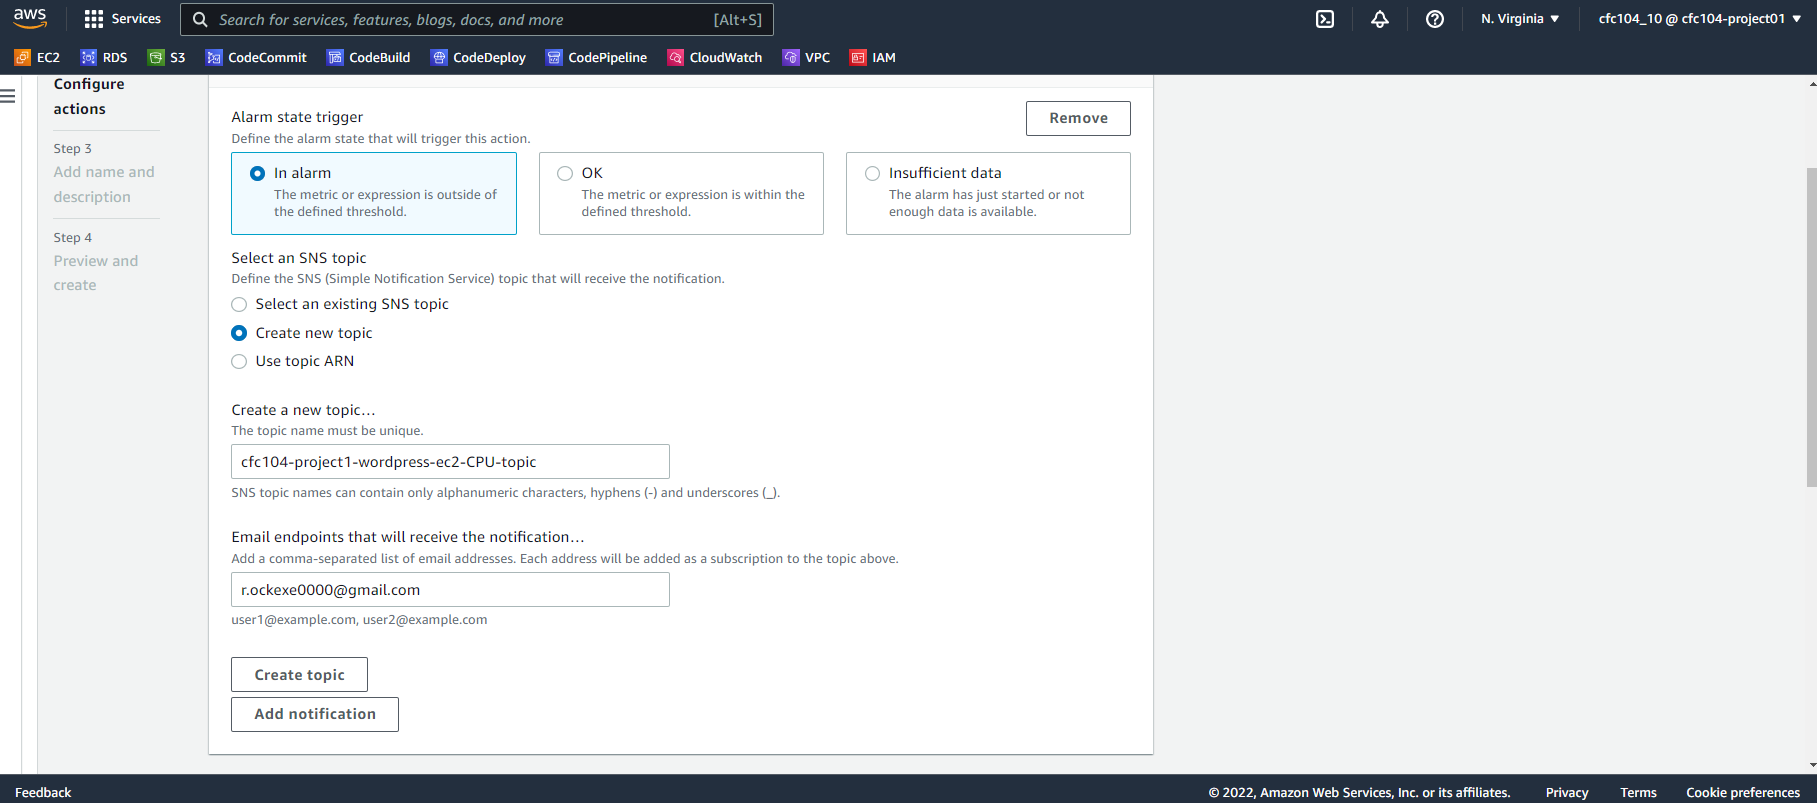 aws
Services
Search for services, features, blogs, docs, and more
[Alt+S]
N. Virginia
cfc104_10 @ cfc104-project01
EC2
RDS
S3
CodeCommit
CodeBuild
CodeDeploy
CodePipeline
CloudWatch
VPC
IAM
Configure
actions
Step 3
Add name and
description
Step 4
Preview and
create
Alarm state trigger
Define the alarm state that will trigger this action.
Remove
In alarm
The metric or expression is outside of
the defined threshold.
OK
The metric or expression is within the
defined threshold.
Insufficient data
The alarm has just started or not
enough data is available.
Select an SNS topic
Define the SNS (Simple Notification Service) topic that will receive the notification.
Select an existing SNS topic
Create new topic
Use topic ARN
Create a new topic…
The topic name must be unique.
cfc104-project1-wordpress-ec2-CPU-topic
SNS topic names can contain only alphanumeric characters, hyphens (-) and underscores (_).
Email endpoints that will receive the notification…
Add a comma-separated list of email addresses. Each address will be added as a subscription to the topic above.
r.ockexe0000@gmail.com
user1@example.com, user2@example.com
Create topic
Add notification
Feedback
© 2022, Amazon Web Services, Inc. or its affiliates.
Privacy
Terms
Cookie preferences